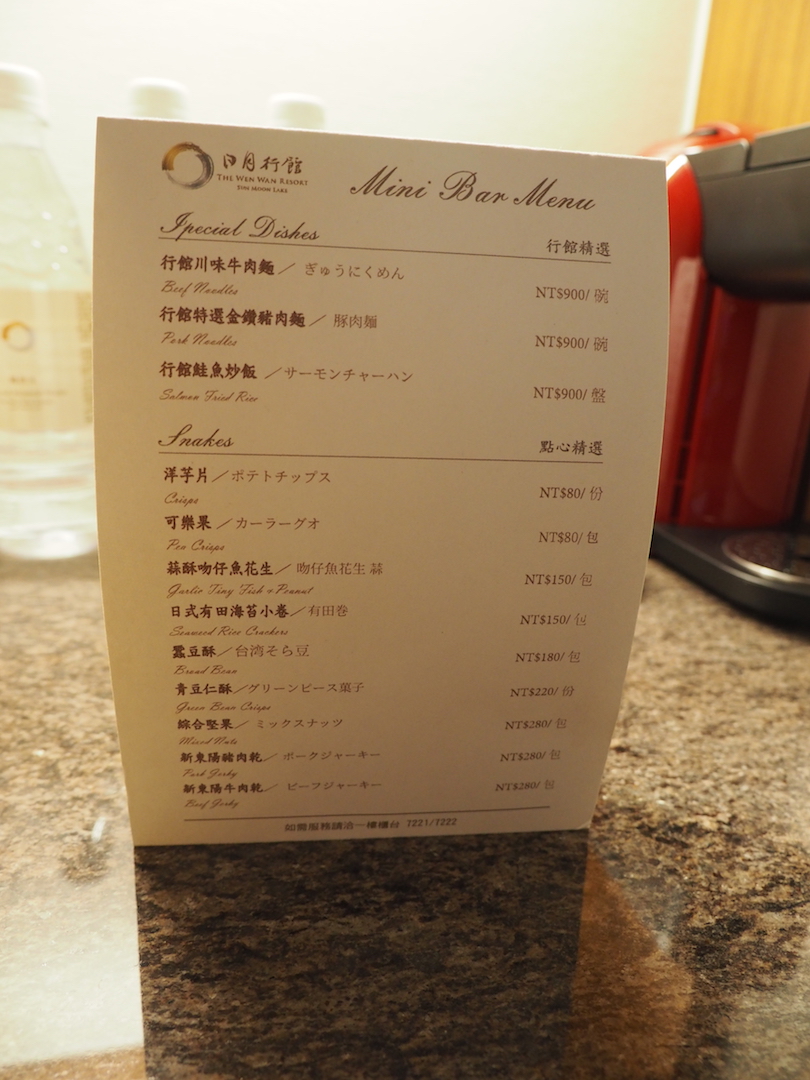 日月行館
THE WEN WAN RESORT
SUN MOON LAKE
Mini Bar Menu
Special Dishes 行館精選
行館川味牛肉麵／ ぎゅうにくめん
Beef Noodles NT$900/ 碗
行館特選金鑽豬肉麵／ 豚肉麺
Pork Noodles NT$900/ 碗
行館鮭魚炒飯 ／サーモンチャーハン
Salmon Fried Rice NT$900/ 盤
Snakes 點心精選
洋芋片／ポテトチップス NT$80/ 份
Crisps
可樂果 ／カーラーグオ NT$80/ 包
Pea Crisps
蒜酥吻仔魚花生／ 吻仔魚花生 蒜 NT$150/ 包
Garlic Tiny Fish & Peanut
日式有田海苔小卷／有田巻 NT$150/ 包
Seaweed Rice Crackers
蠶豆酥／台湾そら豆 NT$180/ 包
Broad Bean
青豆仁酥／グリーンピース菓子 NT$220/ 份
Green Bean Crisps
綜合堅果／ ミックスナッツ NT$280/ 包
Mixed Nuts
新東陽豬肉乾／ ポークジャーキー NT$280/ 包
Pork Jerky
新東陽牛肉乾／ ビーフジャーキー NT$280/ 包
Beef Jerky
如需服務請洽一樓櫃台 7221/7222